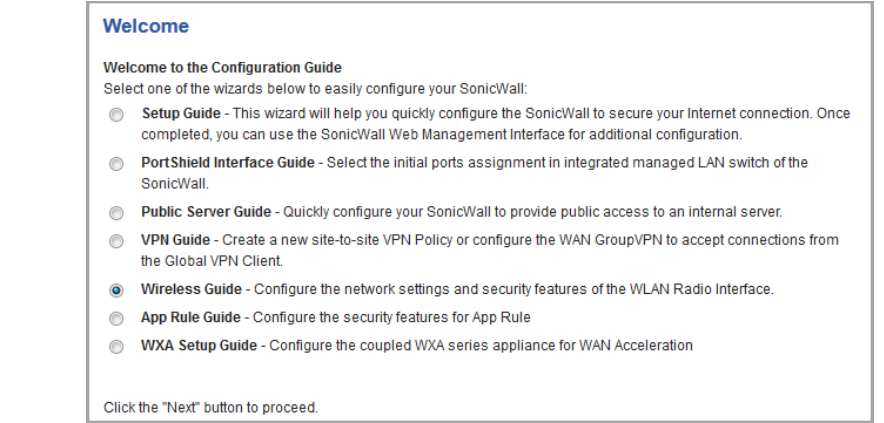 Welcome
Welcome to the Configuration Guide
Select one of the wizards below to easily configure your SonicWall:
Setup Guide - This wizard will help you quickly configure the SonicWall to secure your Internet connection. Once
completed, you can use the SonicWall Web Management Interface for additional configuration.
PortShield Interface Guide - Select the initial ports assignment in integrated managed LAN switch of the
SonicWall.
Public Server Guide - Quickly configure your SonicWall to provide public access to an internal server.
VPN Guide - Create a new site-to-site VPN Policy or configure the WAN GroupVPN to accept connections from
the Global VPN Client.
Wireless Guide - Configure the network settings and security features of the WLAN Radio Interface.
App Rule Guide - Configure the security features for App Rule
WXA Setup Guide - Configure the coupled WXA series appliance for WAN Acceleration
Click the "Next" button to proceed.